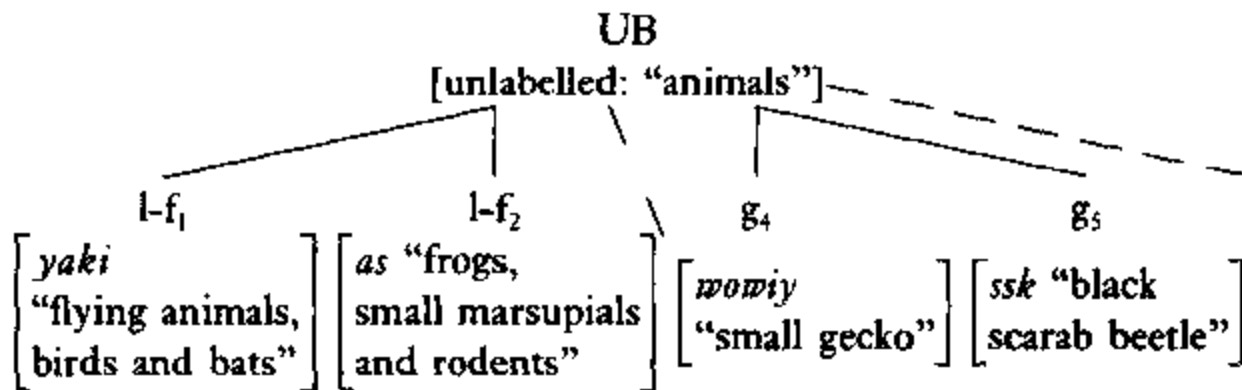 UB
[unlabelled: "animals"]
l-f₁ l-f₂ g₄ g₅
yaki as "frogs, wowiy ssk "black
"flying animals, small marsupials "small gecko" scarab beetle"
birds and bats" and rodents"